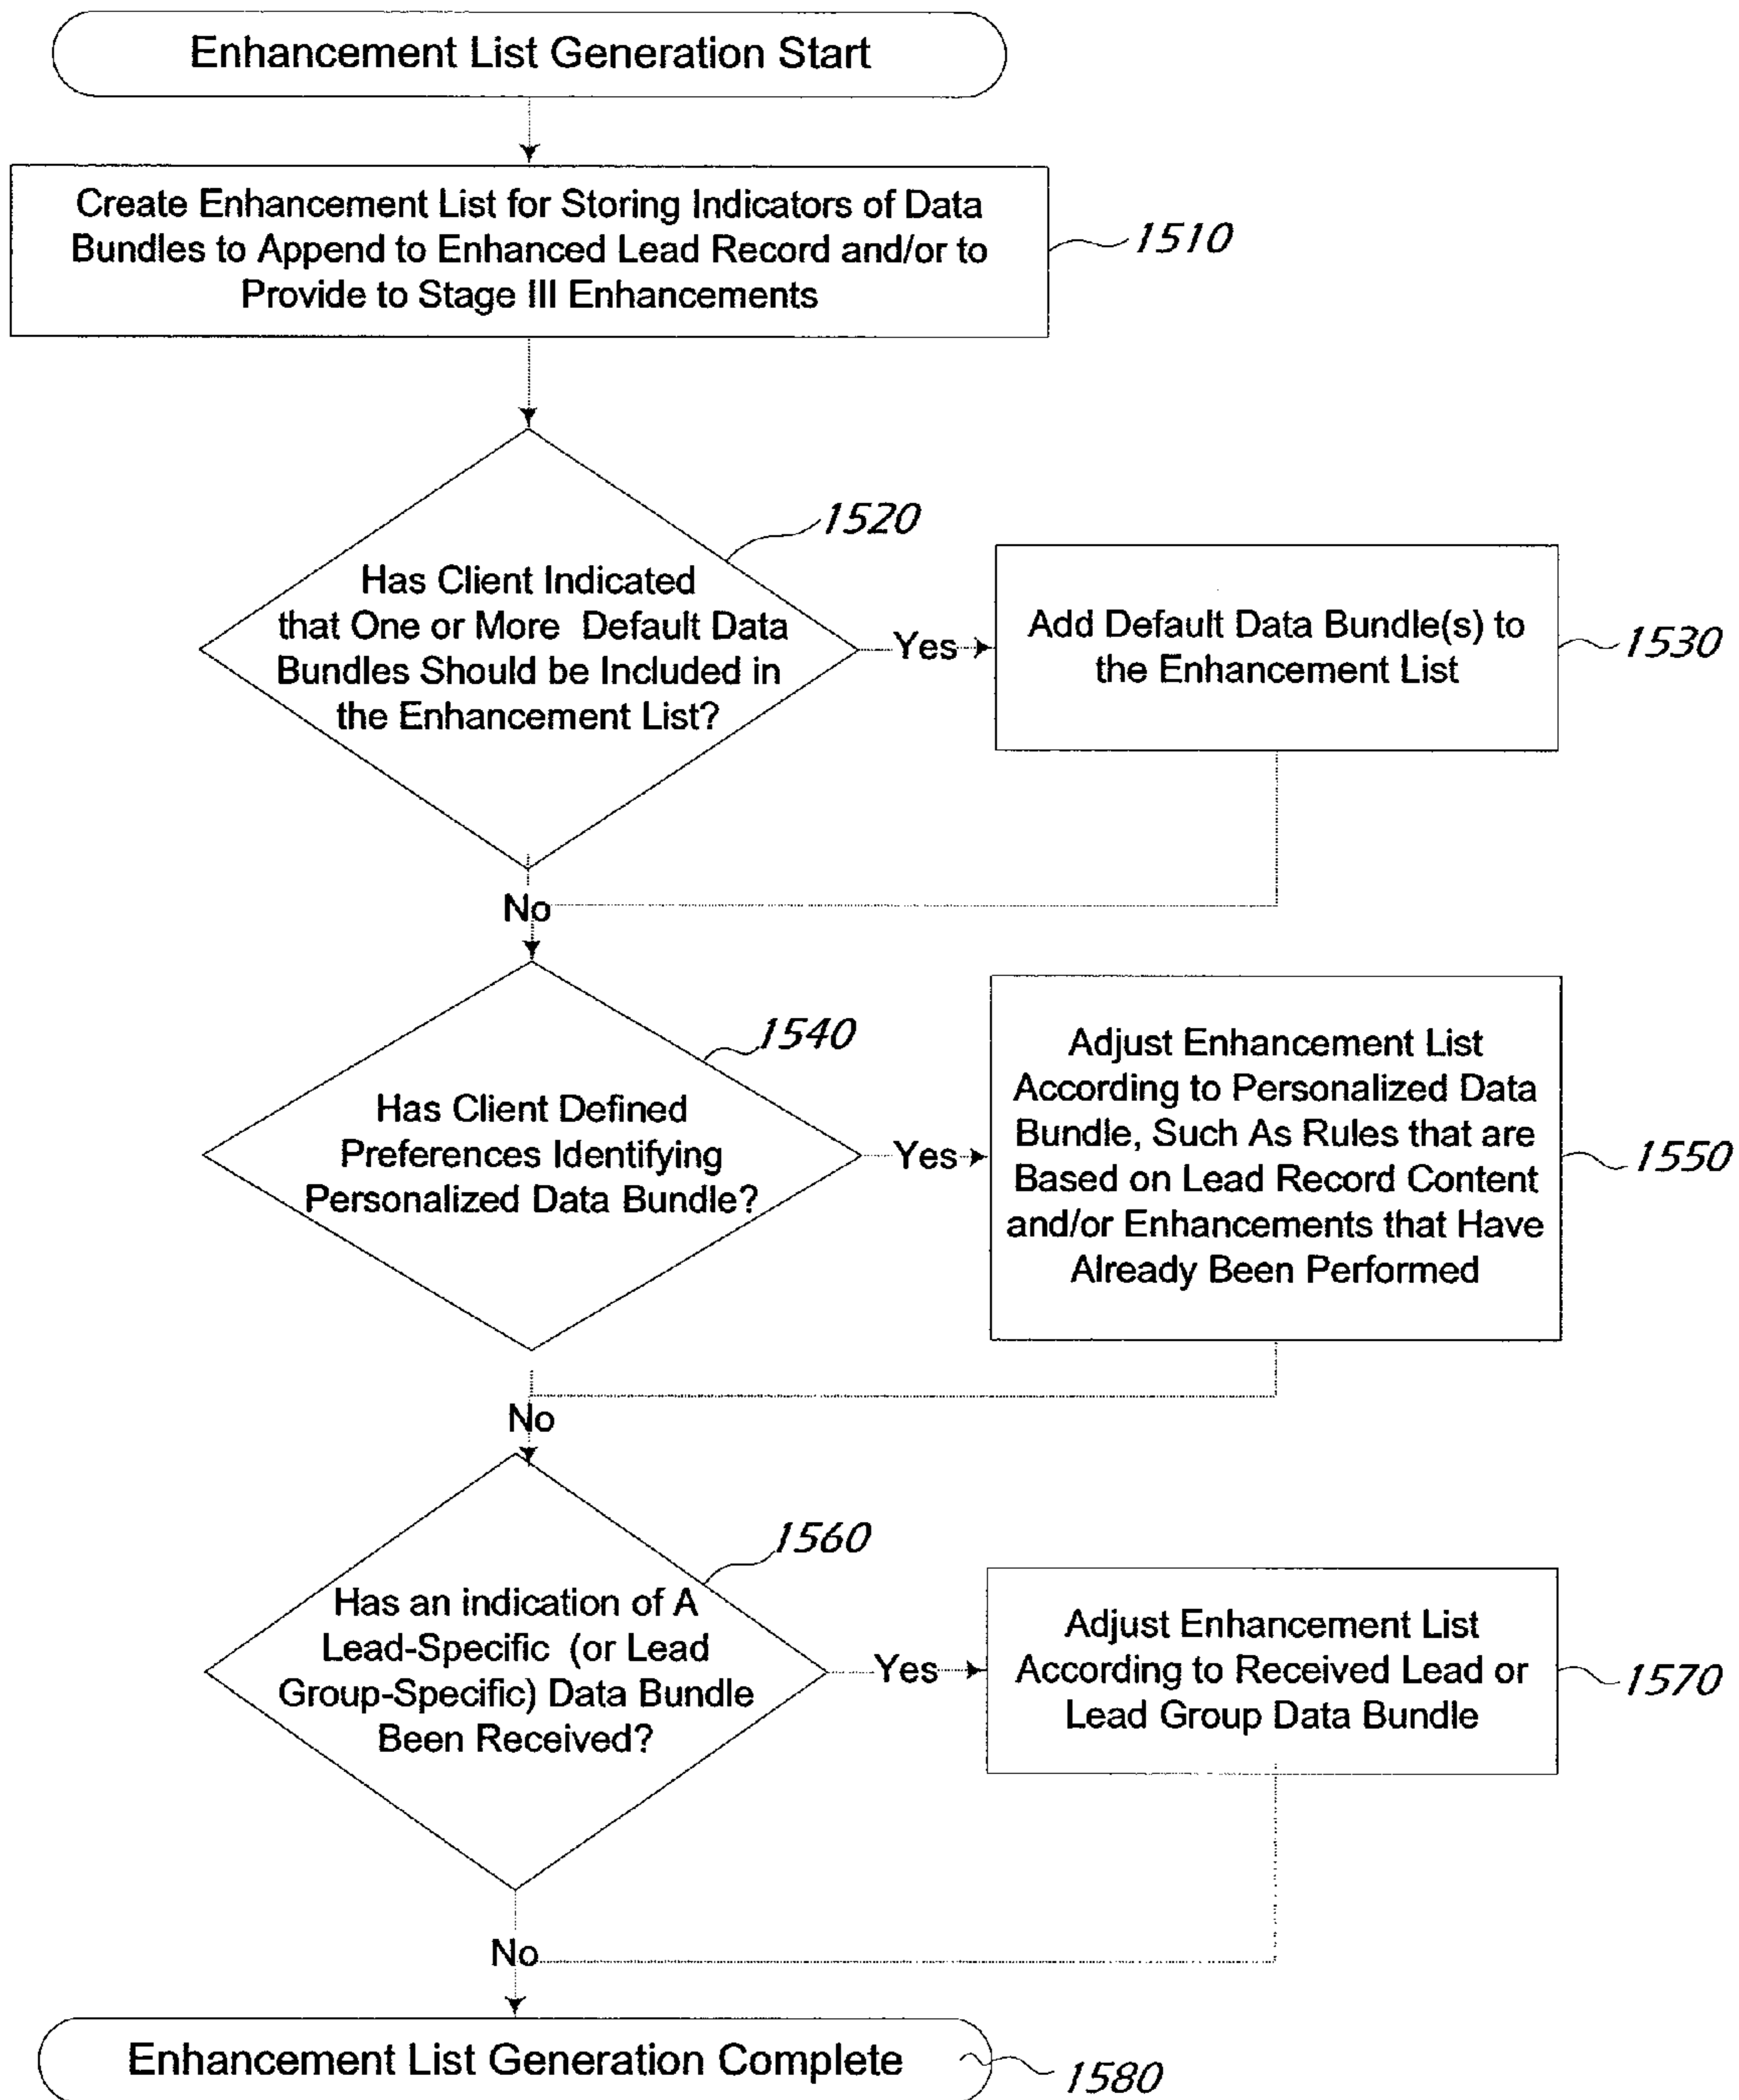 Enhancement List Generation Start
Create Enhancement List for Storing Indicators of Data
Bundles to Append to Enhanced Lead Record and/or to
Provide to Stage III Enhancements
1510
1520
Has Client Indicated
that One or More Default Data
Bundles Should be Included in
the Enhancement List?
Yes
Add Default Data Bundle(s) to
the Enhancement List
1530
No
1540
Has Client Defined
Preferences Identifying
Personalized Data Bundle?
Yes
Adjust Enhancement List
According to Personalized Data
Bundle, Such As Rules that are
Based on Lead Record Content
and/or Enhancements that Have
Already Been Performed
1550
No
1560
Has an indication of A
Lead-Specific (or Lead
Group-Specific) Data Bundle
Been Received?
Yes
Adjust Enhancement List
According to Received Lead or
Lead Group Data Bundle
1570
No
Enhancement List Generation Complete
1580